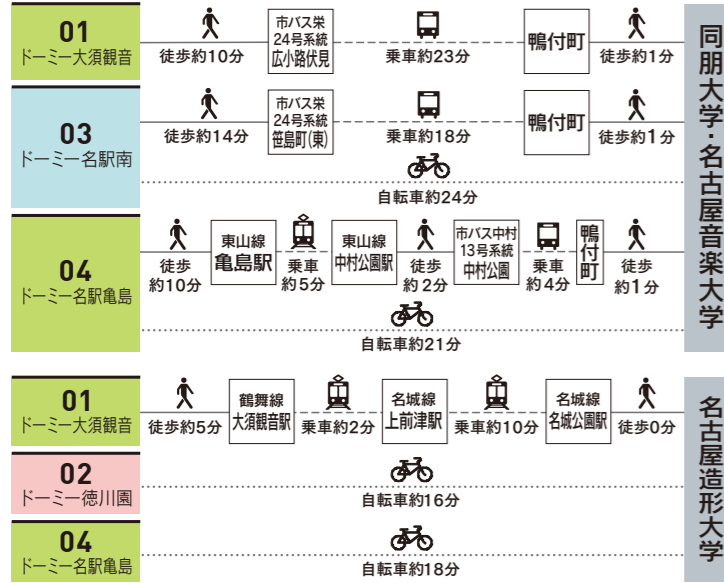 01
ドーミー大須観音
徒歩約10分
市バス栄
24号系統
広小路伏見
乗車約23分
鴨付町
徒歩約1分
03
ドーミー名駅南
徒歩約14分
市バス栄
24号系統
笹島町(東)
乗車約18分
鴨付町
徒歩約1分
自転車約24分
04
ドーミー名駅亀島
徒歩
約10分
東山線
亀島駅
乗車
約5分
東山線
中村公園駅
徒歩
約2分
市バス中村
13号系統
中村公園
乗車
約4分
鴨付町
徒歩
約1分
自転車約21分
同朋大学・名古屋音楽大学
01
ドーミー大須観音
徒歩約5分
鶴舞線
大須観音駅
乗車約2分
名城線
上前津駅
乗車約10分
名城線
名城公園駅
徒歩0分
02
ドーミー徳川園
自転車約16分
04
ドーミー名駅亀島
自転車約18分
名古屋造形大学